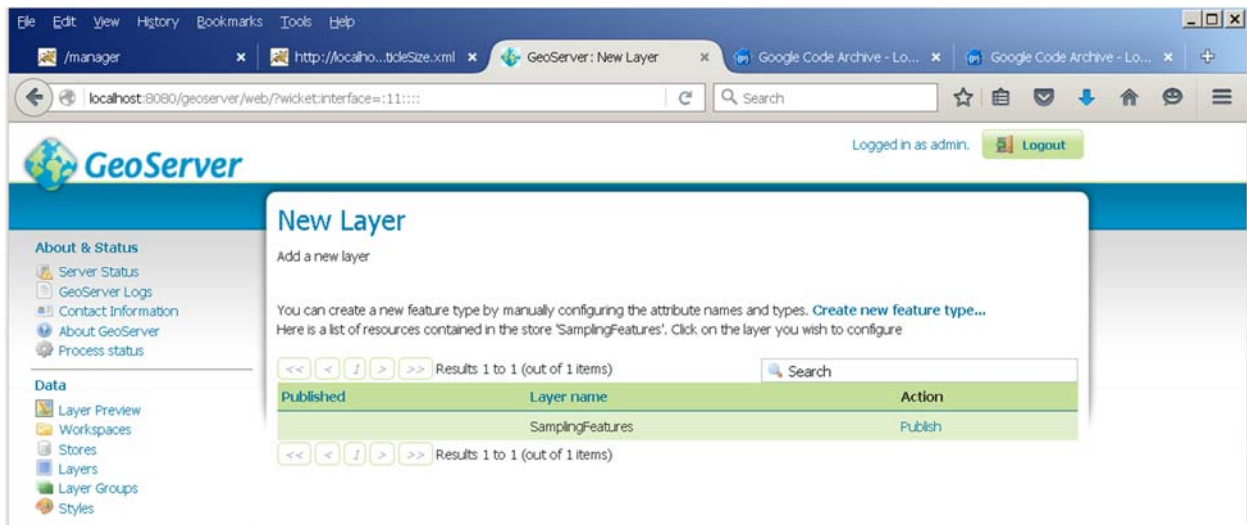 File Edit View History Bookmarks Tools Help
/manager
http://localho...ticleSize.xml
GeoServer: New Layer
Google Code Archive - Lo...
Google Code Archive - Lo...
localhost:8080/geoserver/web/?wicket:interface=:11::::
Search
GeoServer
Logged in as admin.
Logout
New Layer
Add a new layer
About & Status
Server Status
GeoServer Logs
Contact Information
About GeoServer
Process status
Data
Layer Preview
Workspaces
Stores
Layers
Layer Groups
Styles
You can create a new feature type by manually configuring the attribute names and types. Create new feature type...
Here is a list of resources contained in the store 'SamplingFeatures'. Click on the layer you wish to configure
<< < 1 > >> Results 1 to 1 (out of 1 items)
Search
Published Layer name Action
SamplingFeatures Publish
<< < 1 > >> Results 1 to 1 (out of 1 items)